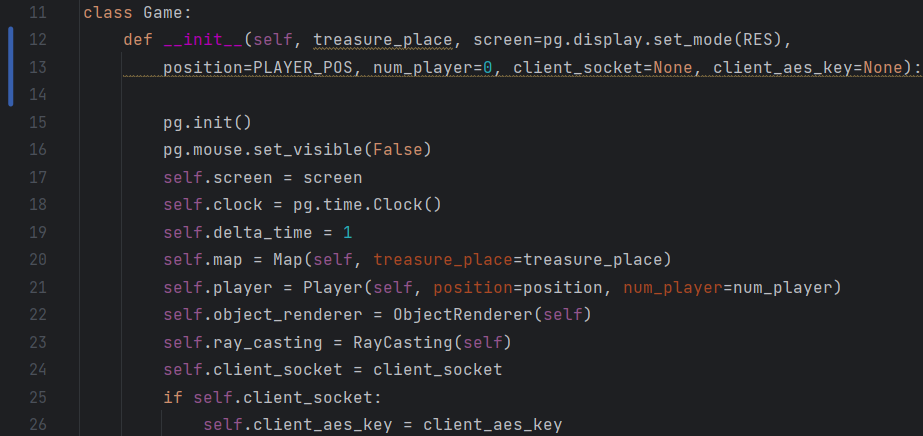 11 class Game:
12 def __init__(self, treasure_place, screen=pg.display.set_mode(RES),
13 position=PLAYER_POS, num_player=0, client_socket=None, client_aes_key=None):
14
15 pg.init()
16 pg.mouse.set_visible(False)
17 self.screen = screen
18 self.clock = pg.time.Clock()
19 self.delta_time = 1
20 self.map = Map(self, treasure_place=treasure_place)
21 self.player = Player(self, position=position, num_player=num_player)
22 self.object_renderer = ObjectRenderer(self)
23 self.ray_casting = RayCasting(self)
24 self.client_socket = client_socket
25 if self.client_socket:
26 self.client_aes_key = client_aes_key